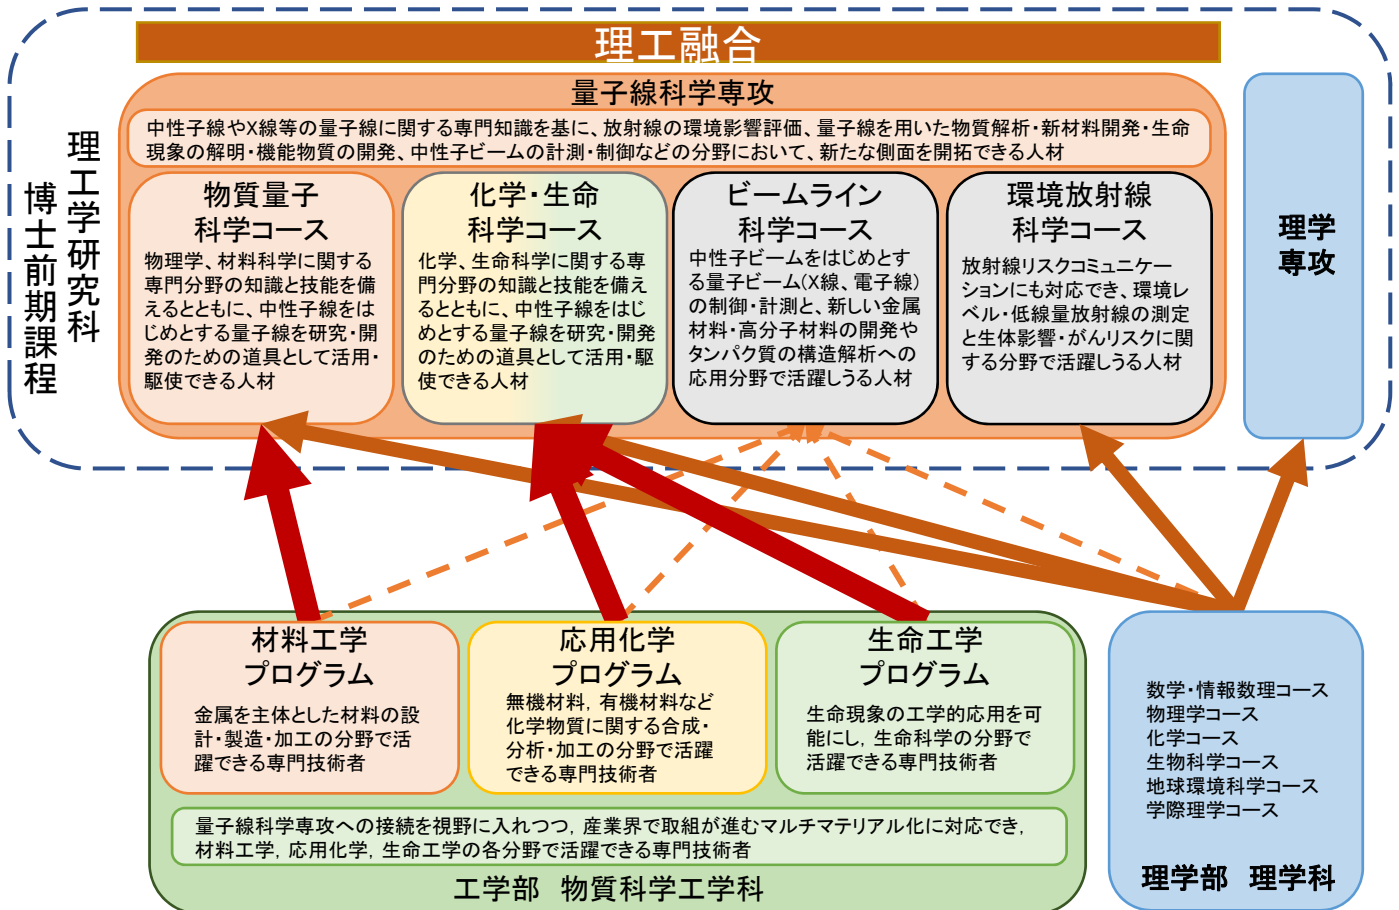 理工融合
量子線科学専攻
中性子線やX線等の量子線に関する専門知識を基に、放射線の環境影響評価、量子線を用いた物質解析・新材料開発・生命
現象の解明・機能物質の開発、中性子ビームの計測・制御などの分野において、新たな側面を開拓できる人材
理工学研究科
博士前期課程
物質量子
科学コース
物理学、材料科学に関する
専門分野の知識と技能を備
えるとともに、中性子線をは
じめとする量子線を研究・開
発のための道具として活用・
駆使できる人材
化学・生命
科学コース
化学、生命科学に関する専
門分野の知識と技能を備え
るとともに、中性子線をはじ
めとする量子線を研究・開発
のための道具として活用・駆
使できる人材
ビームライン
科学コース
中性子ビームをはじめとす
る量子ビーム(X線、電子線)
の制御・計測と、新しい金属
材料・高分子材料の開発や
タンパク質の構造解析への
応用分野で活躍しうる人材
環境放射線
科学コース
放射線リスクコミュニケー
ションにも対応でき、環境レ
ベル・低線量放射線の測定
と生体影響・がんリスクに関
する分野で活躍しうる人材
理学
専攻
材料工学
プログラム
金属を主体とした材料の設
計・製造・加工の分野で活
躍できる専門技術者
応用化学
プログラム
無機材料，有機材料など
化学物質に関する合成・
分析・加工の分野で活躍
できる専門技術者
生命工学
プログラム
生命現象の工学的応用を可
能にし，生命科学の分野で
活躍できる専門技術者
量子線科学専攻への接続を視野に入れつつ，産業界で取組が進むマルチマテリアル化に対応でき，
材料工学，応用化学，生命工学の各分野で活躍できる専門技術者
工学部　物質科学工学科
数学・情報数理コース
物理学コース
化学コース
生物科学コース
地球環境科学コース
学際理学コース
理学部　理学科